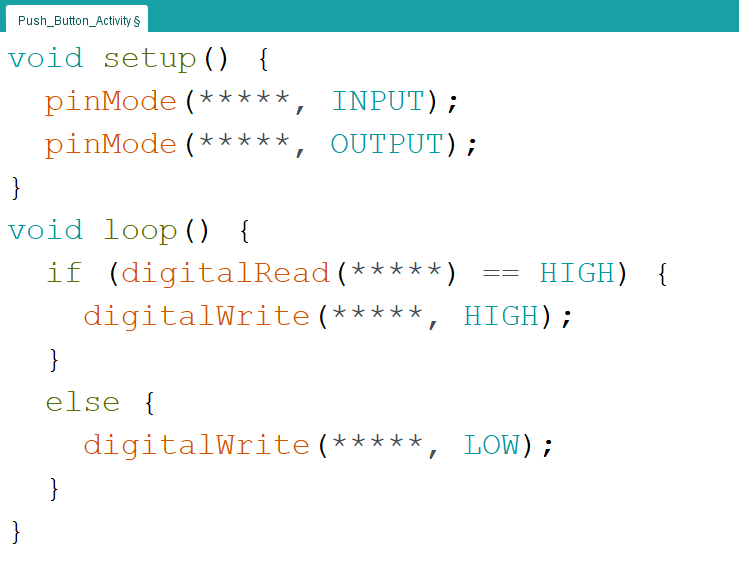 Push_Button_Activity §
void setup() {
  pinMode(*****, INPUT);
  pinMode(*****, OUTPUT);
}
void loop() {
  if (digitalRead(*****) == HIGH) {
    digitalWrite(*****, HIGH);
  }
  else {
    digitalWrite(*****, LOW);
  }
}